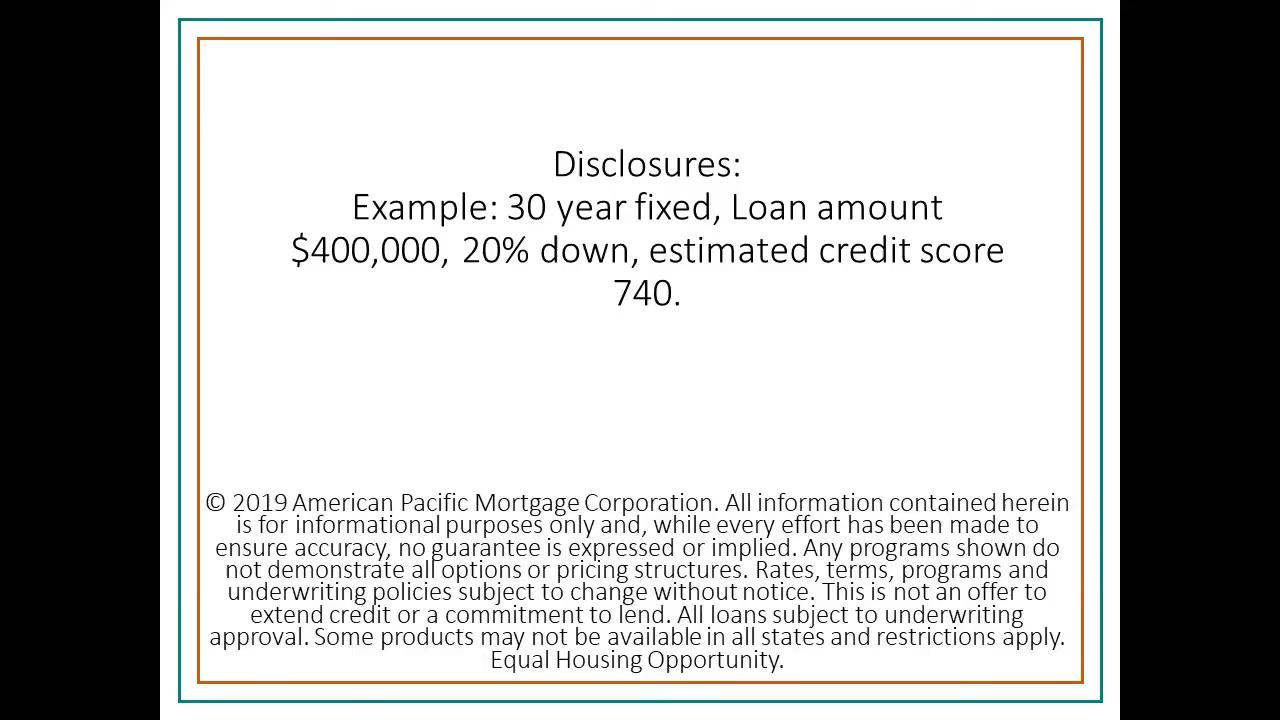 Disclosures:
Example: 30 year fixed, Loan amount
$400,000, 20% down, estimated credit score
740.
© 2019 American Pacific Mortgage Corporation. All information contained herein
is for informational purposes only and, while every effort has been made to
ensure accuracy, no guarantee is expressed or implied. Any programs shown do
not demonstrate all options or pricing structures. Rates, terms, programs and
underwriting policies subject to change without notice. This is not an offer to
extend credit or a commitment to lend. All loans subject to underwriting
approval. Some products may not be available in all states and restrictions apply.
Equal Housing Opportunity.